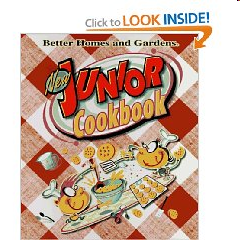 Click to LOOK INSIDE!
Better Homes and Gardens
New
JUNIOR
Cookbook